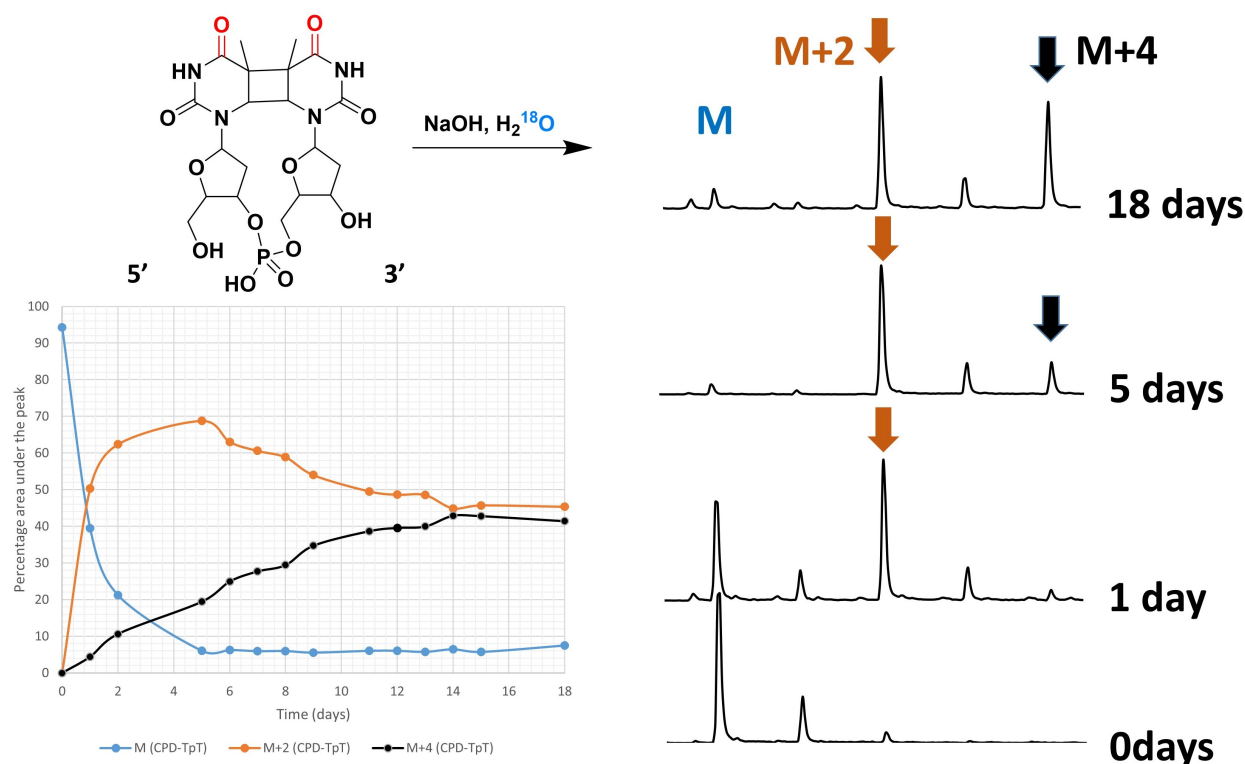 O O
HN NH
O N N O
NaOH, H₂¹⁸O
O O
O OH
OH P O
5' HO O 3'
M+2
M+4
M
18 days
5 days
1 day
0days
Percentage area under the peak
100
90
80
70
60
50
40
30
20
10
0
0 2 4 6 8 10 12 14 16 18
Time (days)
M (CPD-TpT) M+2 (CPD-TpT) M+4 (CPD-TpT)